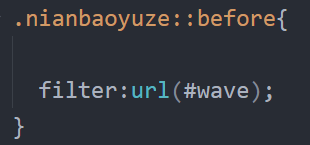 .nianbaoyuze::before{
filter:url(#wave);
}